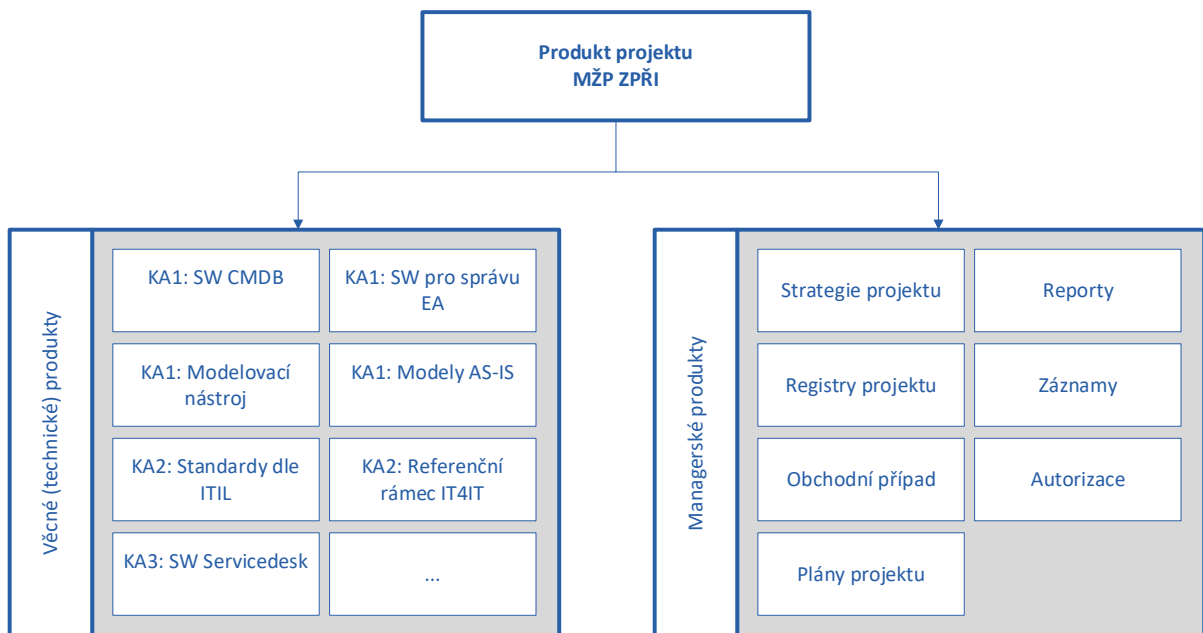 Produkt projektu
MŽP ZPŘI
Věcné (technické) produkty
KA1: SW CMDB
KA1: SW pro správu
EA
KA1: Modelovací
nástroj
KA1: Modely AS-IS
KA2: Standardy dle
ITIL
KA2: Referenční
rámec IT4IT
KA3: SW Servicedesk
...
Managerské produkty
Strategie projektu
Reporty
Registry projektu
Záznamy
Obchodní případ
Autorizace
Plány projektu